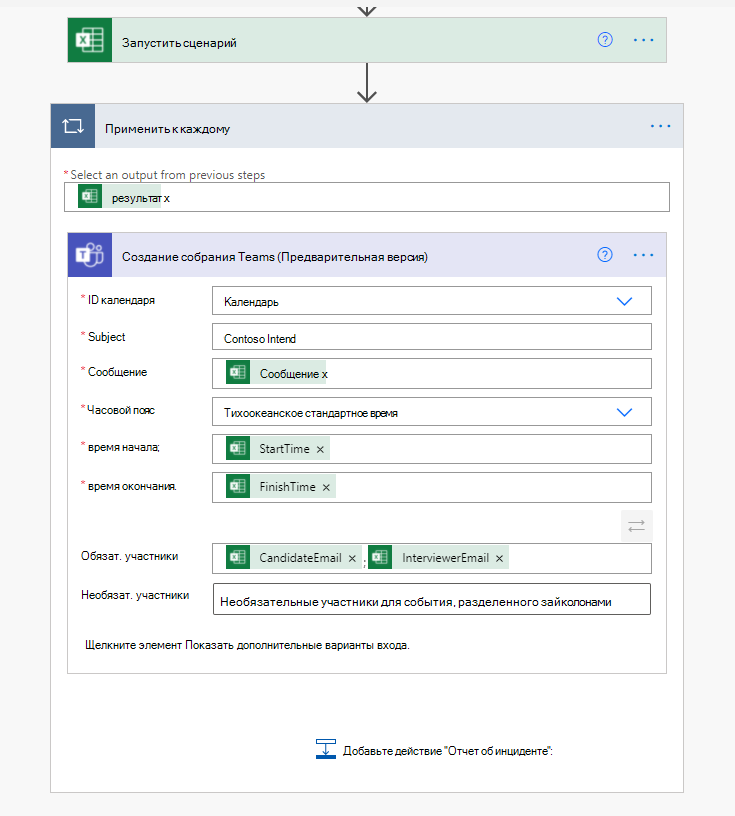 Запустить сценарий
Применить к каждому
*Select an output from previous steps
результат x
Создание собрания Teams (Предварительная версия)
*ID календаря Календарь
*Subject Contoso Intend
*Сообщение Сообщение x
*Часовой пояс Тихоокеанское стандартное время
*время начала; StartTime ×
*время окончания. FinishTime ×
Обязат. участники CandidateEmail × ; InterviewerEmail ×
Необязат. участники Необязательные участники для события, разделенного зайколонами
Щелкните элемент Показать дополнительные варианты входа.
Добавьте действие "Отчет об инциденте":